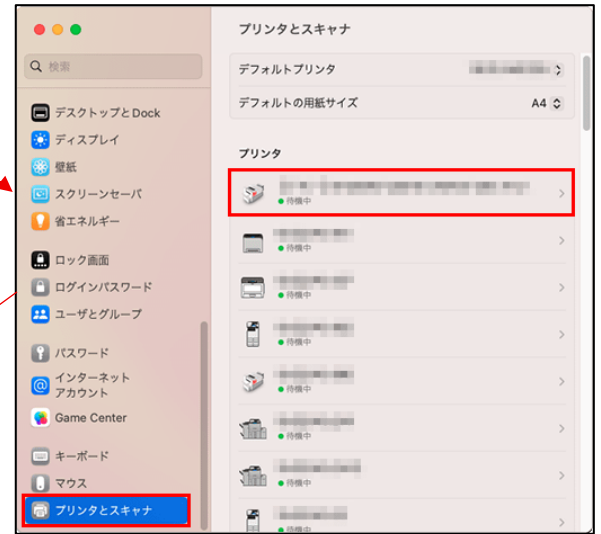 プリンタとスキャナ
検索
デスクトップとDock
ディスプレイ
壁紙
スクリーンセーバ
省エネルギー
ロック画面
ログインパスワード
ユーザとグループ
パスワード
インターネット
アカウント
Game Center
キーボード
マウス
プリンタとスキャナ
デフォルトプリンタ
デフォルトの用紙サイズ A4
プリンタ
待機中
待機中
待機中
待機中
待機中
待機中
待機中
待機中